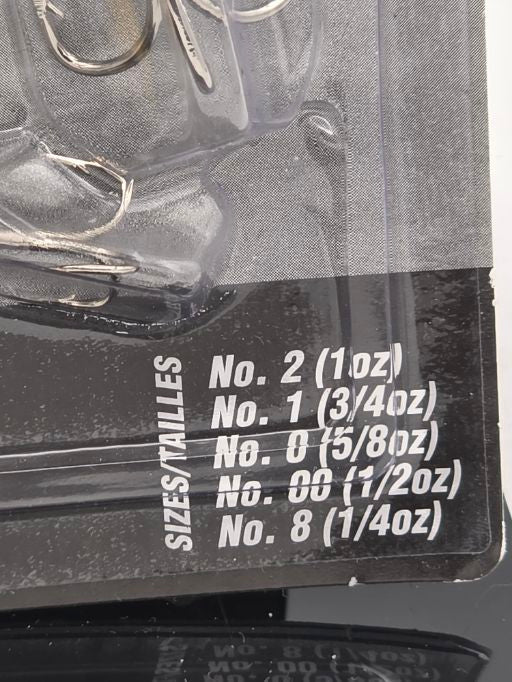 SIZES/TAILLES
No. 2 (1oz)
No. 1 (3/4oz)
No. 0 (5/8oz)
No. 00 (1/2oz)
No. 8 (1/4oz)